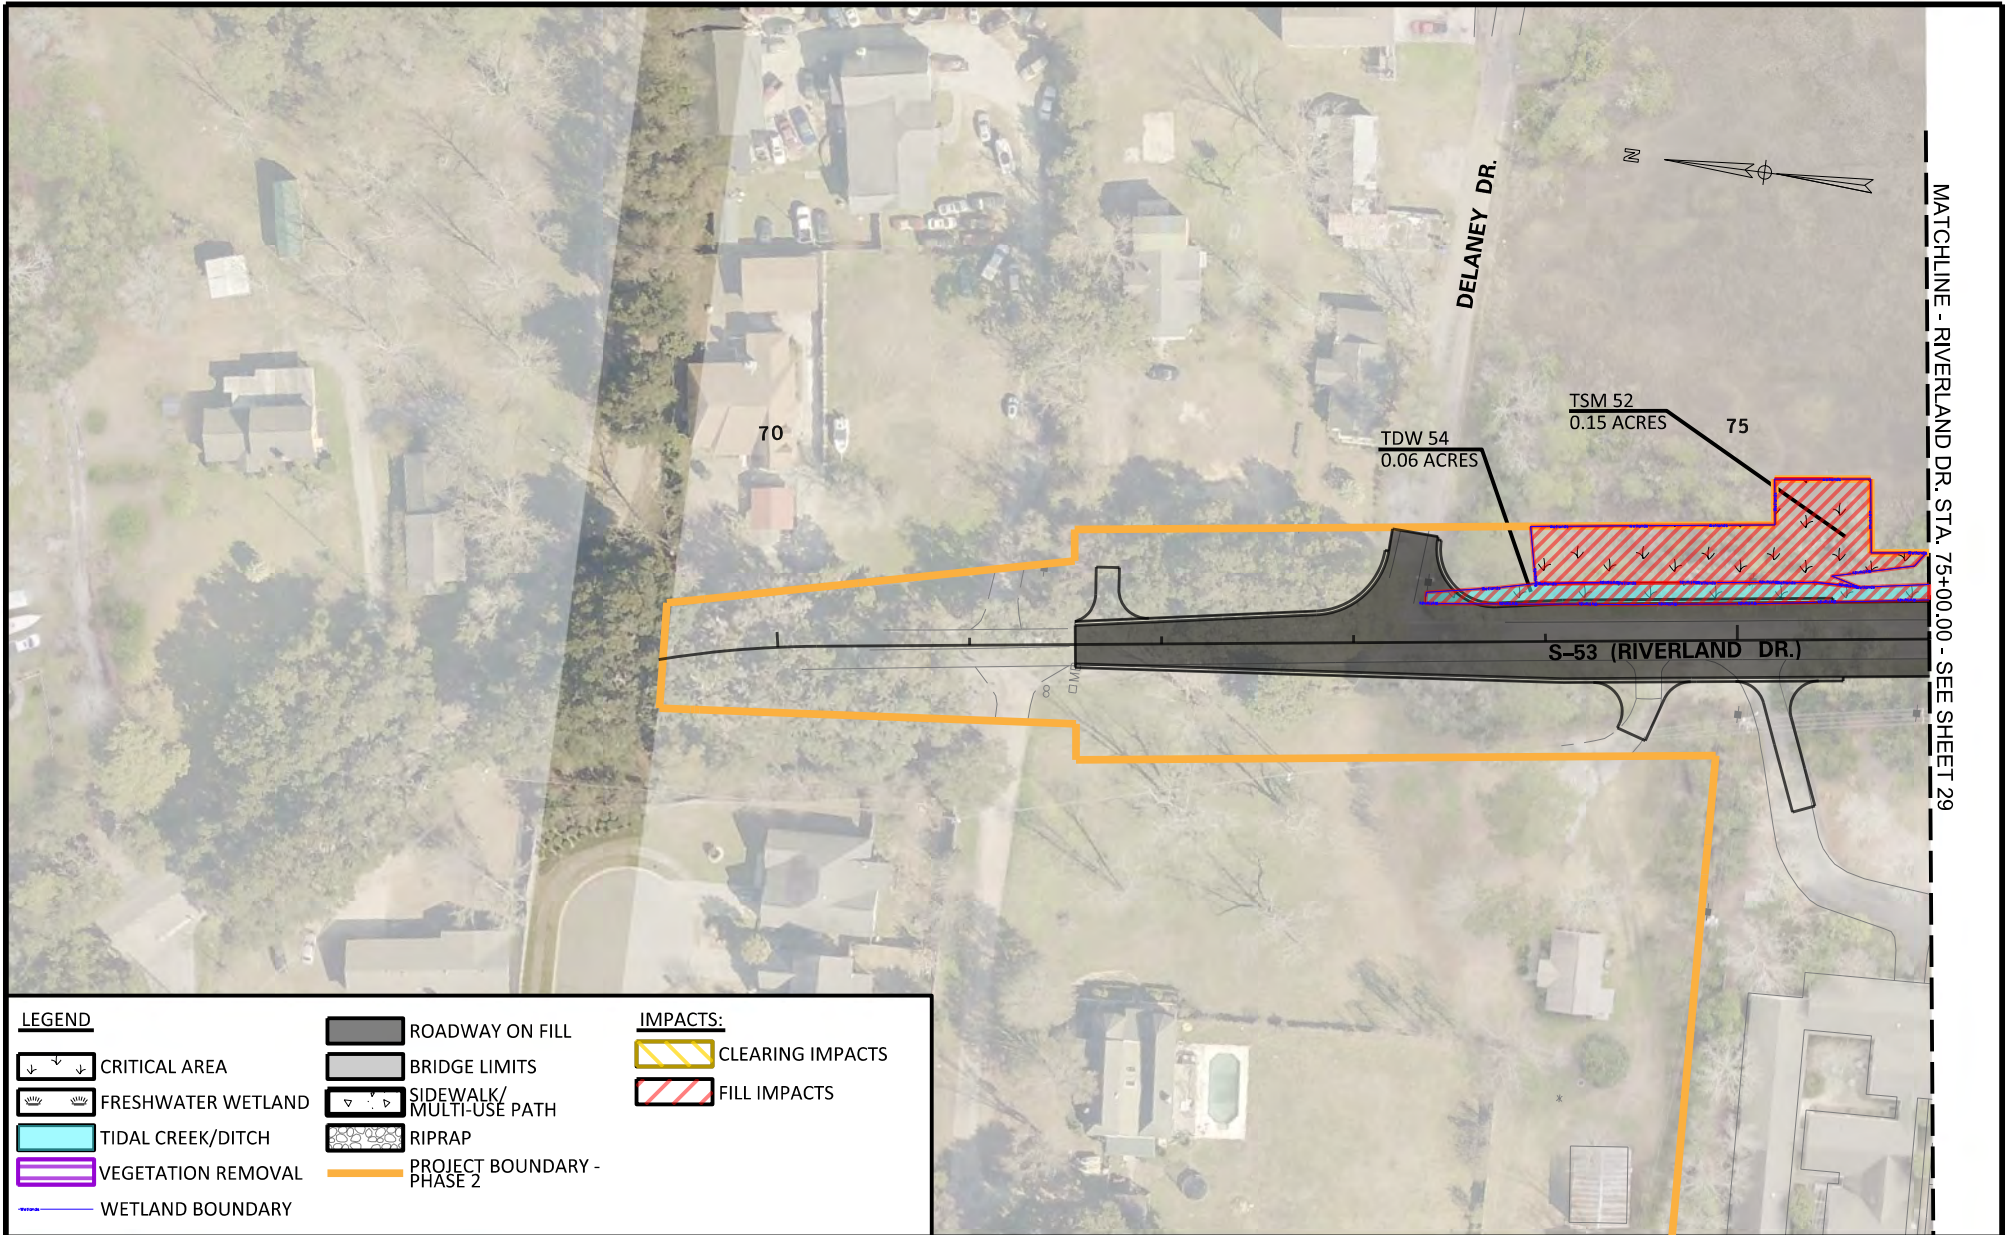 N
DELANEY DR.
MATCHLINE - RIVERLAND DR. STA. 75+00.00 - SEE SHEET 29
TSM 52
0.15 ACRES
75
70
TDW 54
0.06 ACRES
S-53 (RIVERLAND DR.)
LEGEND
CRITICAL AREA
FRESHWATER WETLAND
TIDAL CREEK/DITCH
VEGETATION REMOVAL
WETLAND BOUNDARY
ROADWAY ON FILL
BRIDGE LIMITS
SIDEWALK/
MULTI-USE PATH
RIPRAP
PROJECT BOUNDARY -
PHASE 2
IMPACTS:
CLEARING IMPACTS
FILL IMPACTS